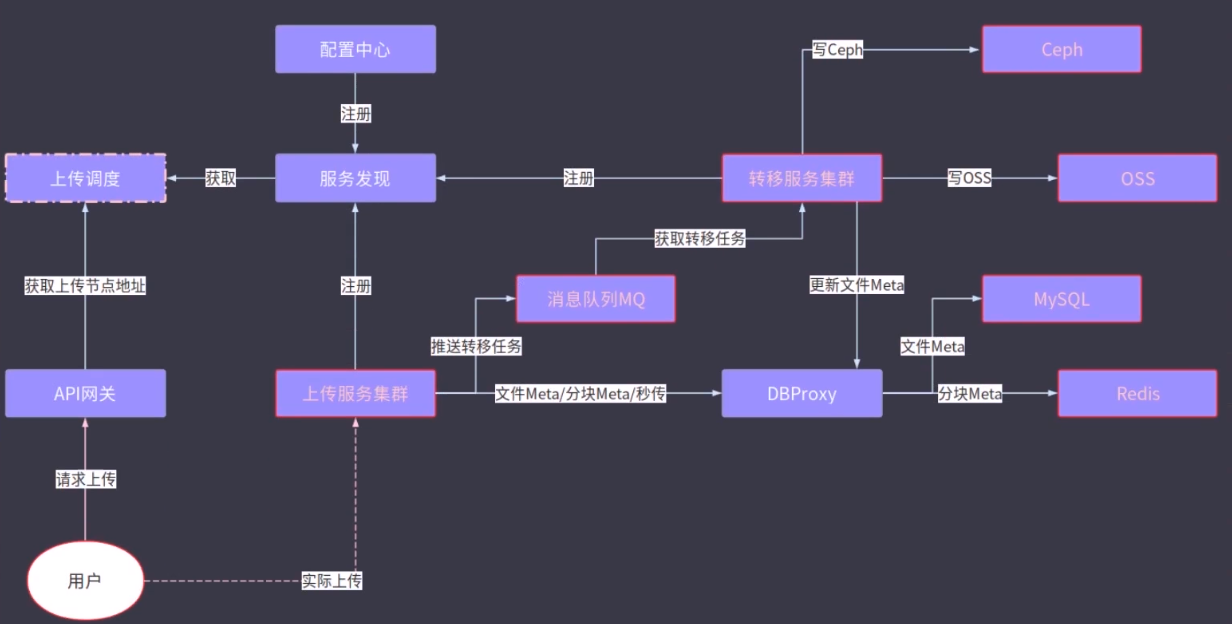 配置中心
写Ceph
Ceph
注册
上传调度
获取
服务发现
注册
转移服务集群
写OSS
OSS
获取转移任务
获取上传节点地址
注册
消息队列MQ
更新文件Meta
MySQL
推送转移任务
文件Meta
API网关
上传服务集群
文件Meta/分块Meta/秒传
DBProxy
分块Meta
Redis
请求上传
用户
实际上传